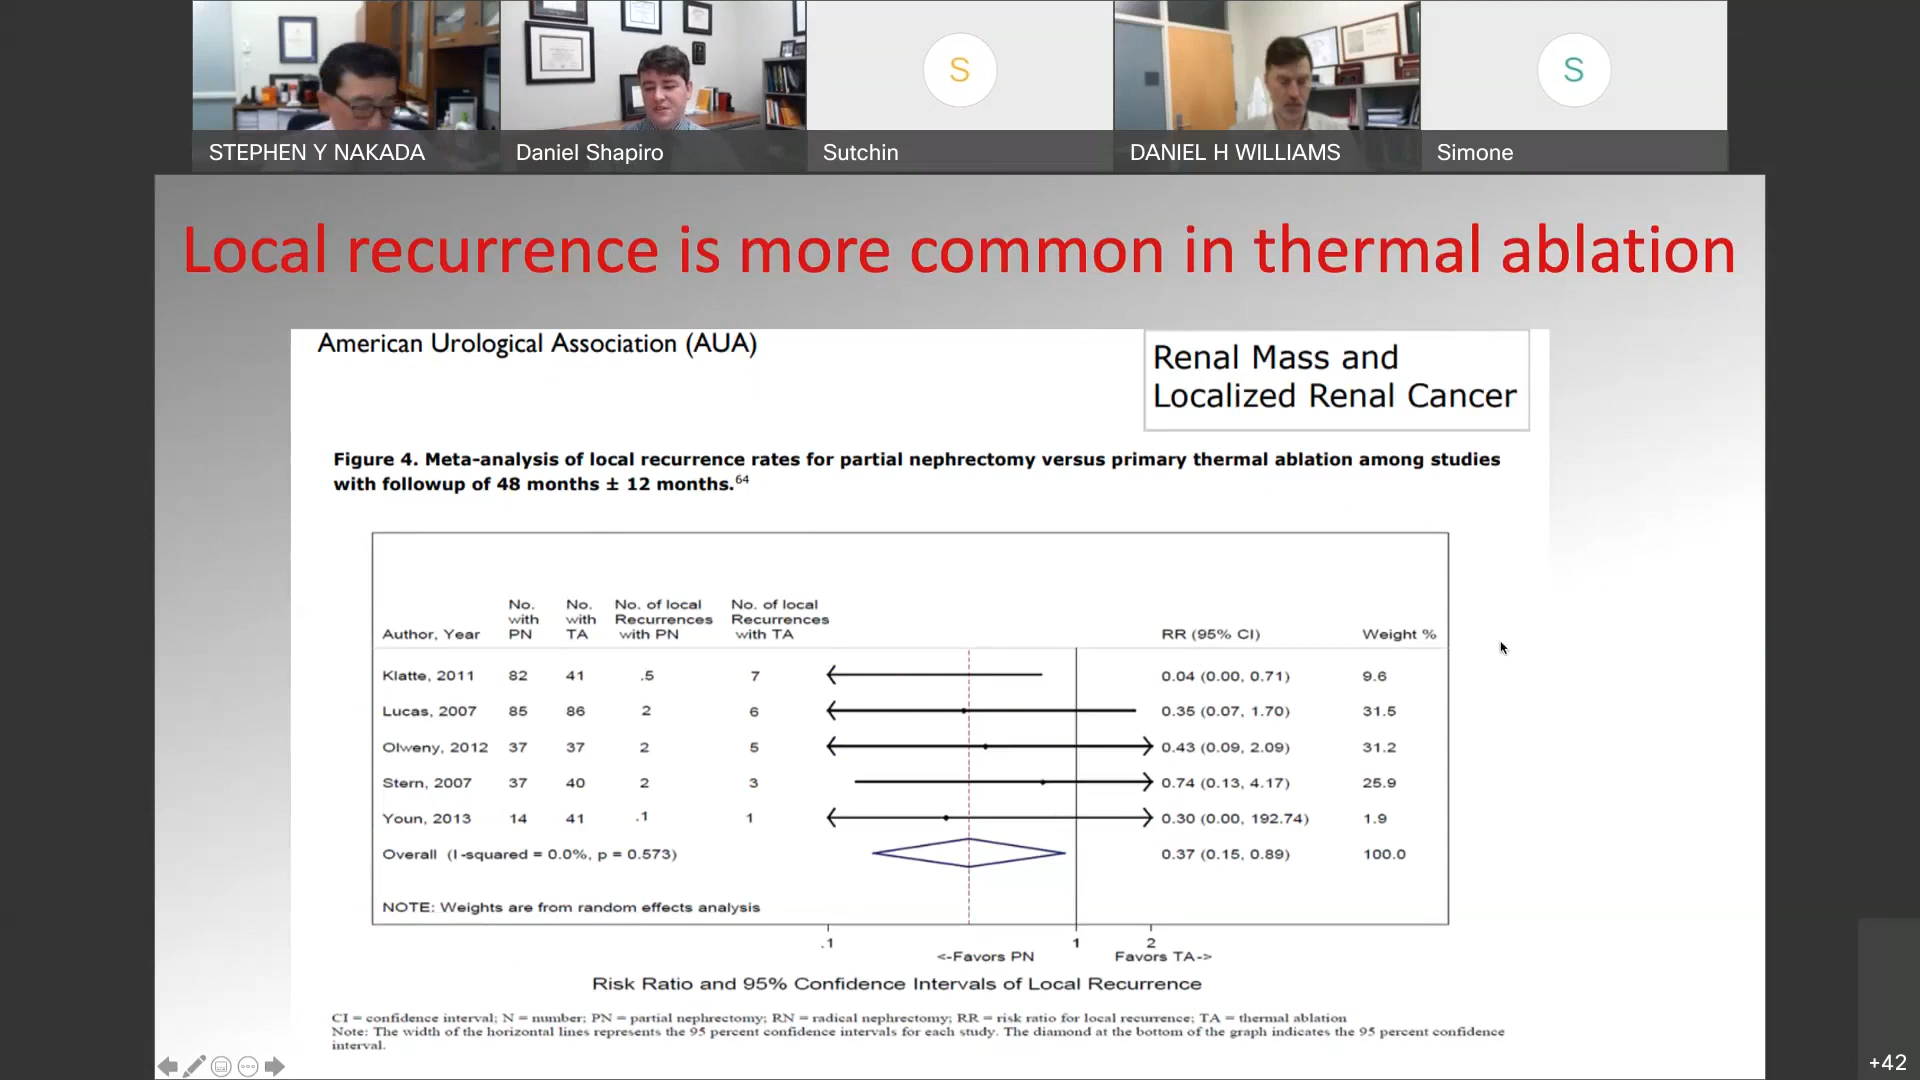 S
S
STEPHEN Y NAKADA
Daniel Shapiro
Sutchin
DANIEL H WILLIAMS
Simone
Local recurrence is more common in thermal ablation
American Urological Association (AUA)
Renal Mass and
Localized Renal Cancer
Figure 4. Meta-analysis of local recurrence rates for partial nephrectomy versus primary thermal ablation among studies
with followup of 48 months ± 12 months.64
Author, Year No. with PN No. with TA No. of local Recurrences with PN No. of local Recurrences with TA RR (95% CI) Weight %
Klatte, 2011 82 41 .5 7 0.04 (0.00, 0.71) 9.6
Lucas, 2007 85 86 2 6 0.35 (0.07, 1.70) 31.5
Olweny, 2012 37 37 2 5 0.43 (0.09, 2.09) 31.2
Stern, 2007 37 40 2 3 0.74 (0.13, 4.17) 25.9
Youn, 2013 14 41 .1 1 0.30 (0.00, 192.74) 1.9
Overall (I-squared = 0.0%, p = 0.573) 0.37 (0.15, 0.89) 100.0
NOTE: Weights are from random effects analysis
.1 1 2
<-Favors PN Favors TA->
Risk Ratio and 95% Confidence Intervals of Local Recurrence
CI = confidence interval; N = number; PN = partial nephrectomy; RN = radical nephrectomy; RR = risk ratio for local recurrence; TA = thermal ablation
Note: The width of the horizontal lines represents the 95 percent confidence intervals for each study. The diamond at the bottom of the graph indicates the 95 percent confidence
interval.
+42